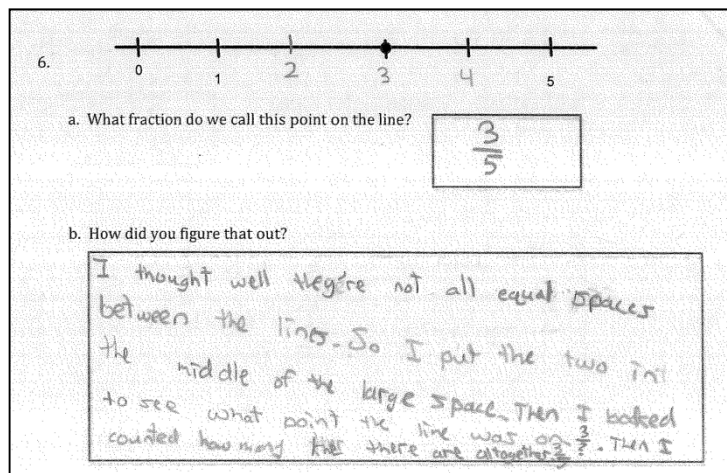 6.
0 1 2 3 4 5
a. What fraction do we call this point on the line?
3/5
b. How did you figure that out?
I thought well they're not all equal spaces
between the lines. So I put the two in
the middle of the large space. Then I looked
to see what point the line was on 3/?. Then I
counted how many there are altogether 3/5